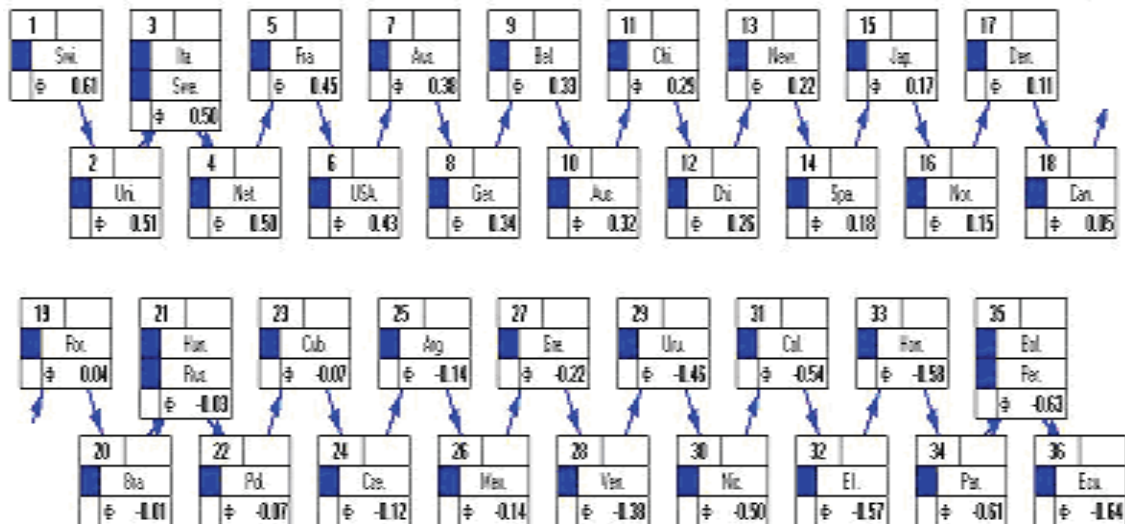 1
Swi.
Φ 0.61
2
Uni.
Φ 0.51
3
Ita.
Swe.
Φ 0.50
4
Net.
Φ 0.50
5
Fra.
Φ 0.45
6
USA.
Φ 0.43
7
Aus.
Φ 0.38
8
Ger.
Φ 0.34
9
Bel.
Φ 0.33
10
Aus.
Φ 0.32
11
Chi.
Φ
12
Φ 0.26
13
New.
Φ 0.22
14
Spa.
Φ 0.18
15
Jap.
Φ 0.17
16
Nor.
Φ 0.15
17
Den.
Φ 0.11
18
Can.
Φ 0.05
19
Por.
Φ 0.04
20
Bra.
Φ -0.01
21
Hun.
Rus.
Φ -0.03
22
Pol.
Φ -0.07
23
Cub.
Φ -0.07
24
Cze.
Φ -0.12
25
Arg.
Φ -0.14
26
Mex.
Φ -0.14
27
Gre.
Φ -0.22
28
Ven.
Φ -0.38
29
Uru.
Φ -0.46
30
Nic.
Φ -0.50
31
Col.
Φ -0.54
32
El.
Φ -0.57
33
Hon.
Φ -0.58
34
Par.
Φ -0.61
35
Bol.
Per.
Φ -0.63
36
Ecu.
Φ -0.64